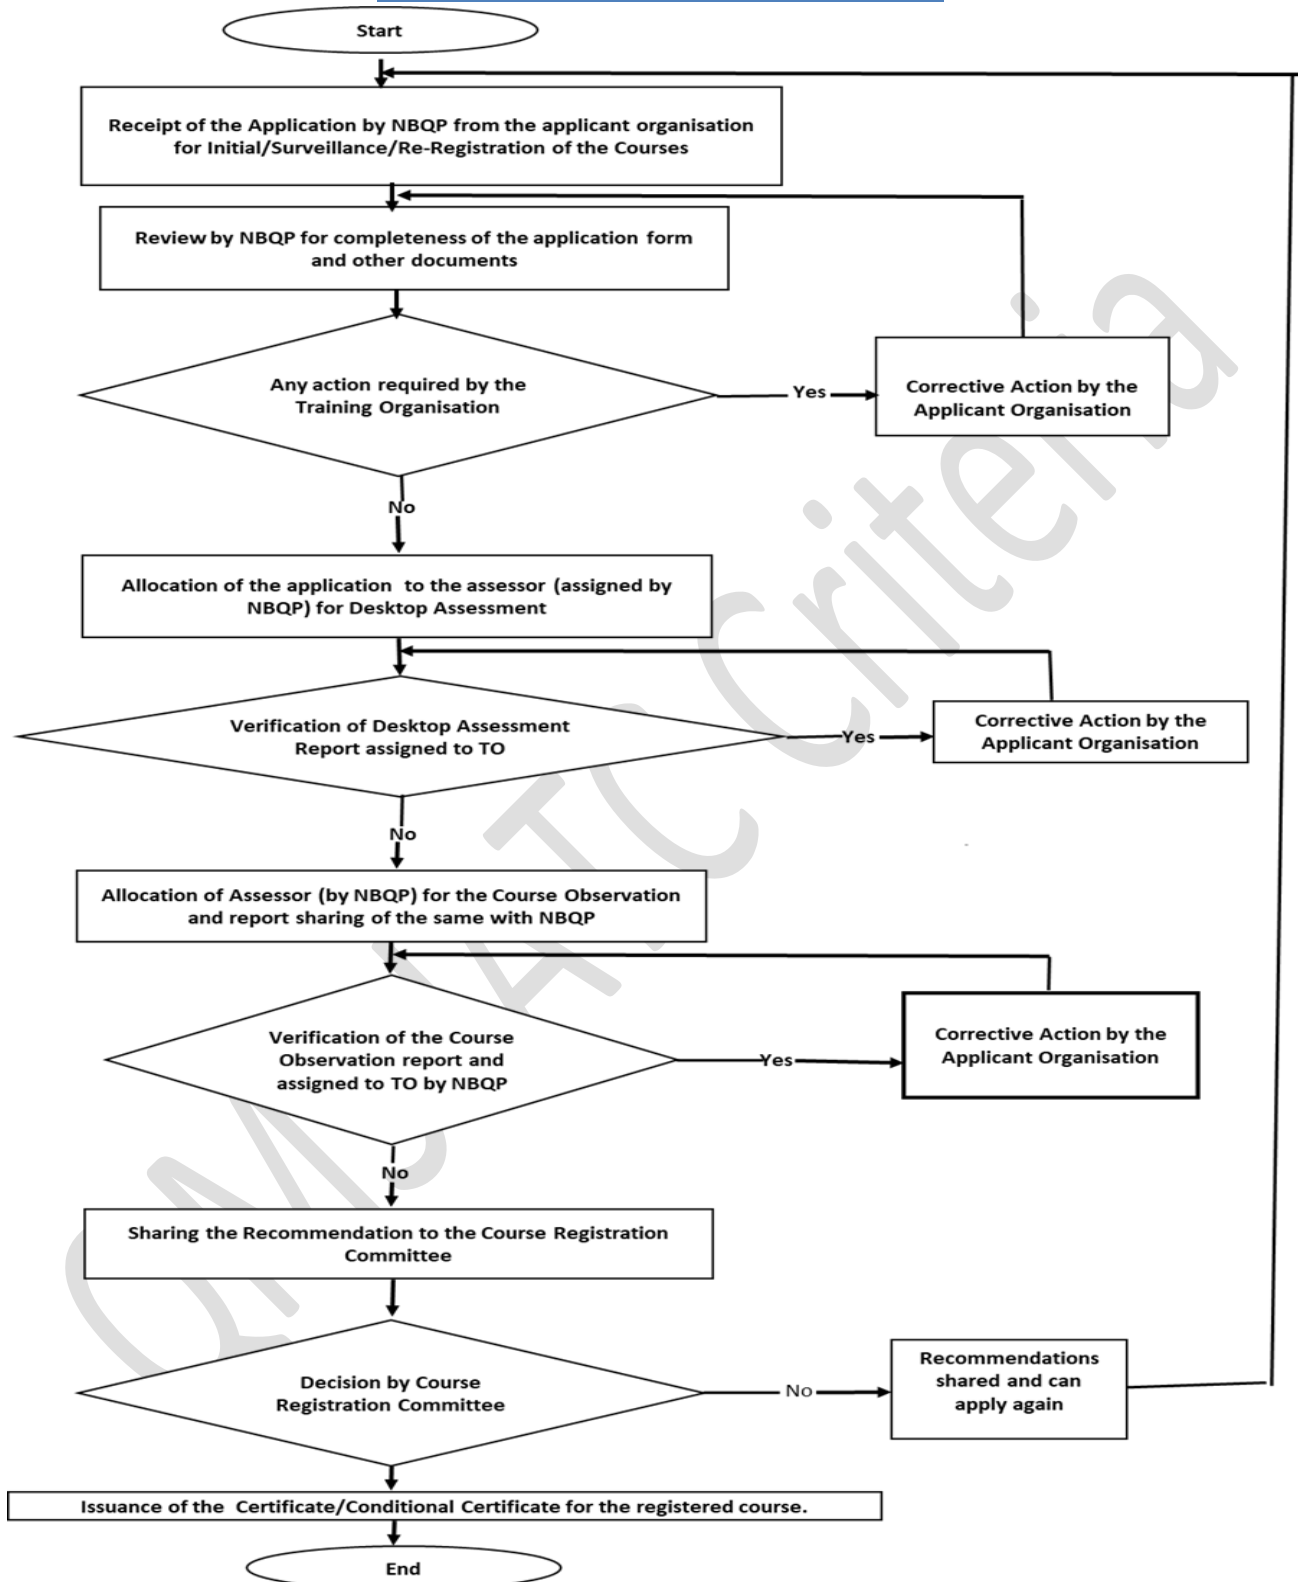 Start
Receipt of the Application by NBQP from the applicant organisation
for Initial/Surveillance/Re-Registration of the Courses
Review by NBQP for completeness of the application form
and other documents
Any action required by the
Training Organisation
Yes
Corrective Action by the
Applicant Organisation
No
Allocation of the application to the assessor (assigned by
NBQP) for Desktop Assessment
Verification of Desktop Assessment
Report assigned to TO
Yes
Corrective Action by the
Applicant Organisation
No
Allocation of Assessor (by NBQP) for the Course Observation
and report sharing of the same with NBQP
Verification of the Course
Observation report and
assigned to TO by NBQP
Yes
Corrective Action by the
Applicant Organisation
No
Sharing the Recommendation to the Course Registration
Committee
Decision by Course
Registration Committee
No
Recommendations
shared and can
apply again
Issuance of the Certificate/Conditional Certificate for the registered course.
End
Criteria